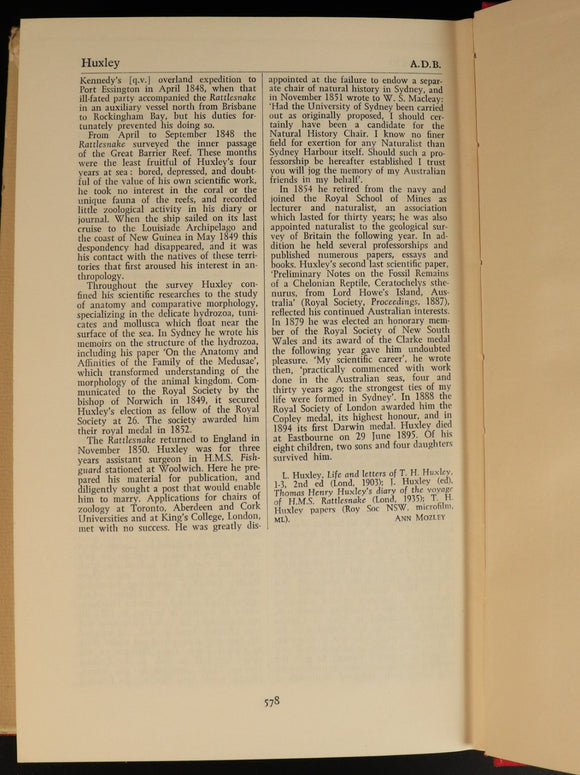 Huxley
A.D.B.
Kennedy's [q.v.] overland expedition to
Port Essington in April 1848, when that
ill-fated party accompanied the Rattlesnake
in an auxiliary vessel north from Brisbane
to Rockingham Bay, but his duties for-
tunately prevented his doing so.
From April to September 1848 the
Rattlesnake surveyed the inner passage
of the Great Barrier Reef. These months
were the least fruitful of Huxley's four
years at sea: bored, depressed, and doubt-
ful of the value of his own scientific work,
he took no interest in the coral or the
unique fauna of the reefs, and recorded
little zoological activity in his diary or
journal. When the ship sailed on its last
cruise to the Louisiade Archipelago and
the coast of New Guinea in May 1849 this
despondency had disappeared, and it was
his contact with the natives of these terri-
tories that first aroused his interest in an-
thropology.
Throughout the survey Huxley con-
fined his scientific researches to the study
of anatomy and comparative morphology,
specializing in the delicate hydrozoa, tuni-
cates and mollusca which float near the
surface of the sea. In Sydney he wrote his
memoirs on the structure of the hydrozoa,
including his paper 'On the Anatomy and
Affinities of the Family of the Medusae',
which transformed understanding of the
morphology of the animal kingdom. Com-
municated to the Royal Society by the
bishop of Norwich in 1849, it secured
Huxley's election as fellow of the Royal
Society at 26. The society awarded him
their royal medal in 1852.
The Rattlesnake returned to England in
November 1850. Huxley was for three
years assistant surgeon in H.M.S. Fish-
guard stationed at Woolwich. Here he pre-
pared his material for publication, and
diligently sought a post that would enable
him to marry. Applications for chairs of
zoology at Toronto, Aberdeen and Cork
Universities and at King's College, London,
met with no success. He was greatly dis-
appointed at the failure to endow a separ-
ate chair of natural history in Sydney, and
in November 1851 wrote to W. S. Macleay:
'Had the University of Sydney been carried
out as originally proposed, I should cer-
tainly have been a candidate for the
Natural History Chair. I know no finer
field for exertion for any Naturalist than
Sydney Harbour itself. Should such a pro-
fessorship be hereafter established I trust
you will jog the memory of my Australian
friends in my behalf'.
In 1854 he retired from the navy and
joined the Royal School of Mines as
lecturer and naturalist, an association
which lasted for thirty years; he was also
appointed naturalist to the geological sur-
vey of Britain the following year. In ad-
dition he held several professorships and
published numerous papers, essays and
books. Huxley's second last scientific paper,
'Preliminary Notes on the Fossil Remains
of a Chelonian Reptile, Ceratochelys sthe-
nurus, from Lord Howe's Island, Aus-
tralia' (Royal Society, Proceedings, 1887),
reflected his continued Australian interests.
In 1879 he was elected an honorary mem-
ber of the Royal Society of New South
Wales and its award of the Clarke medal
the following year gave him undoubted
pleasure. 'My scientific career', he wrote
then, 'practically commenced with work
done in the Australian seas, four and
thirty years ago; the strongest ties of my
life were formed in Sydney'. In 1888 the
Royal Society of London awarded him the
Copley medal, its highest honour, and in
1894 its first Darwin medal. Huxley died
at Eastbourne on 29 June 1895. Of his
eight children, two sons and four daughters
survived him.
L. Huxley, Life and letters of T. H. Huxley,
1-3, 2nd ed (Lond, 1903); J. Huxley (ed),
Thomas Henry Huxley's diary of the voyage
of H.M.S. Rattlesnake (Lond, 1935); T. H.
Huxley papers (Roy Soc NSW, microfilm,
ML). ANN MOZLEY
578